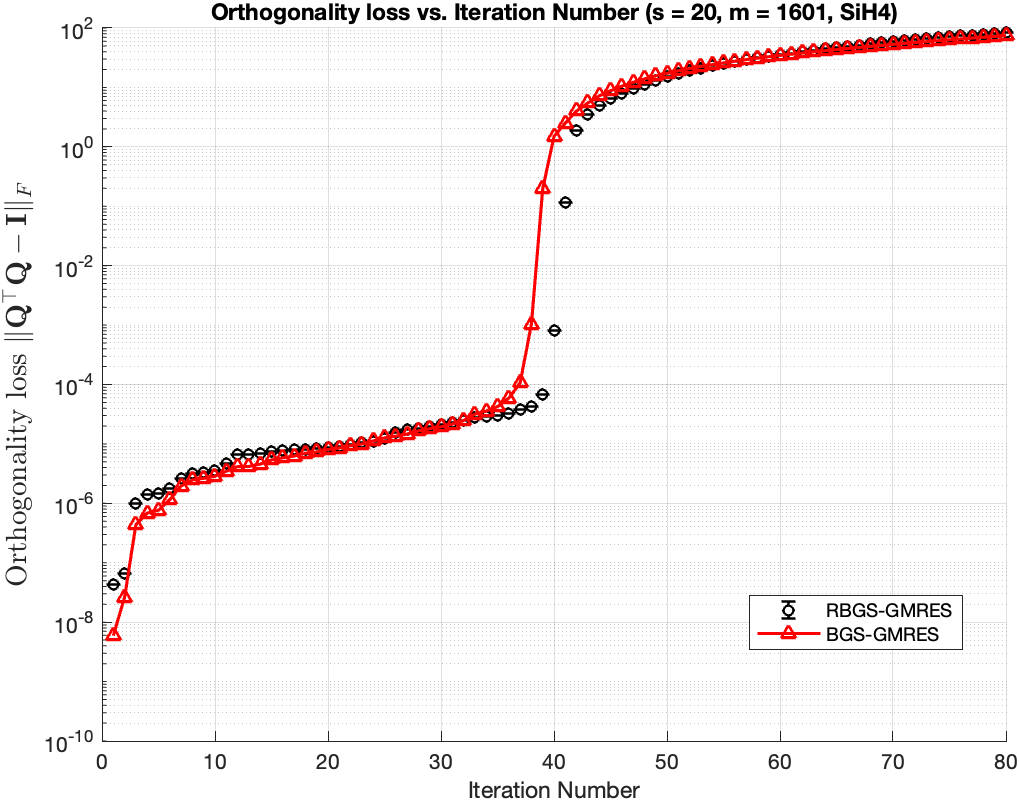 Orthogonality loss vs. Iteration Number (s = 20, m = 1601, SiH4)
Orthogonality loss ||Q^⊤Q − I||_F
10^2
10^0
10^-2
10^-4
10^-6
10^-8
10^-10
RBGS-GMRES
BGS-GMRES
0 10 20 30 40 50 60 70 80
Iteration Number